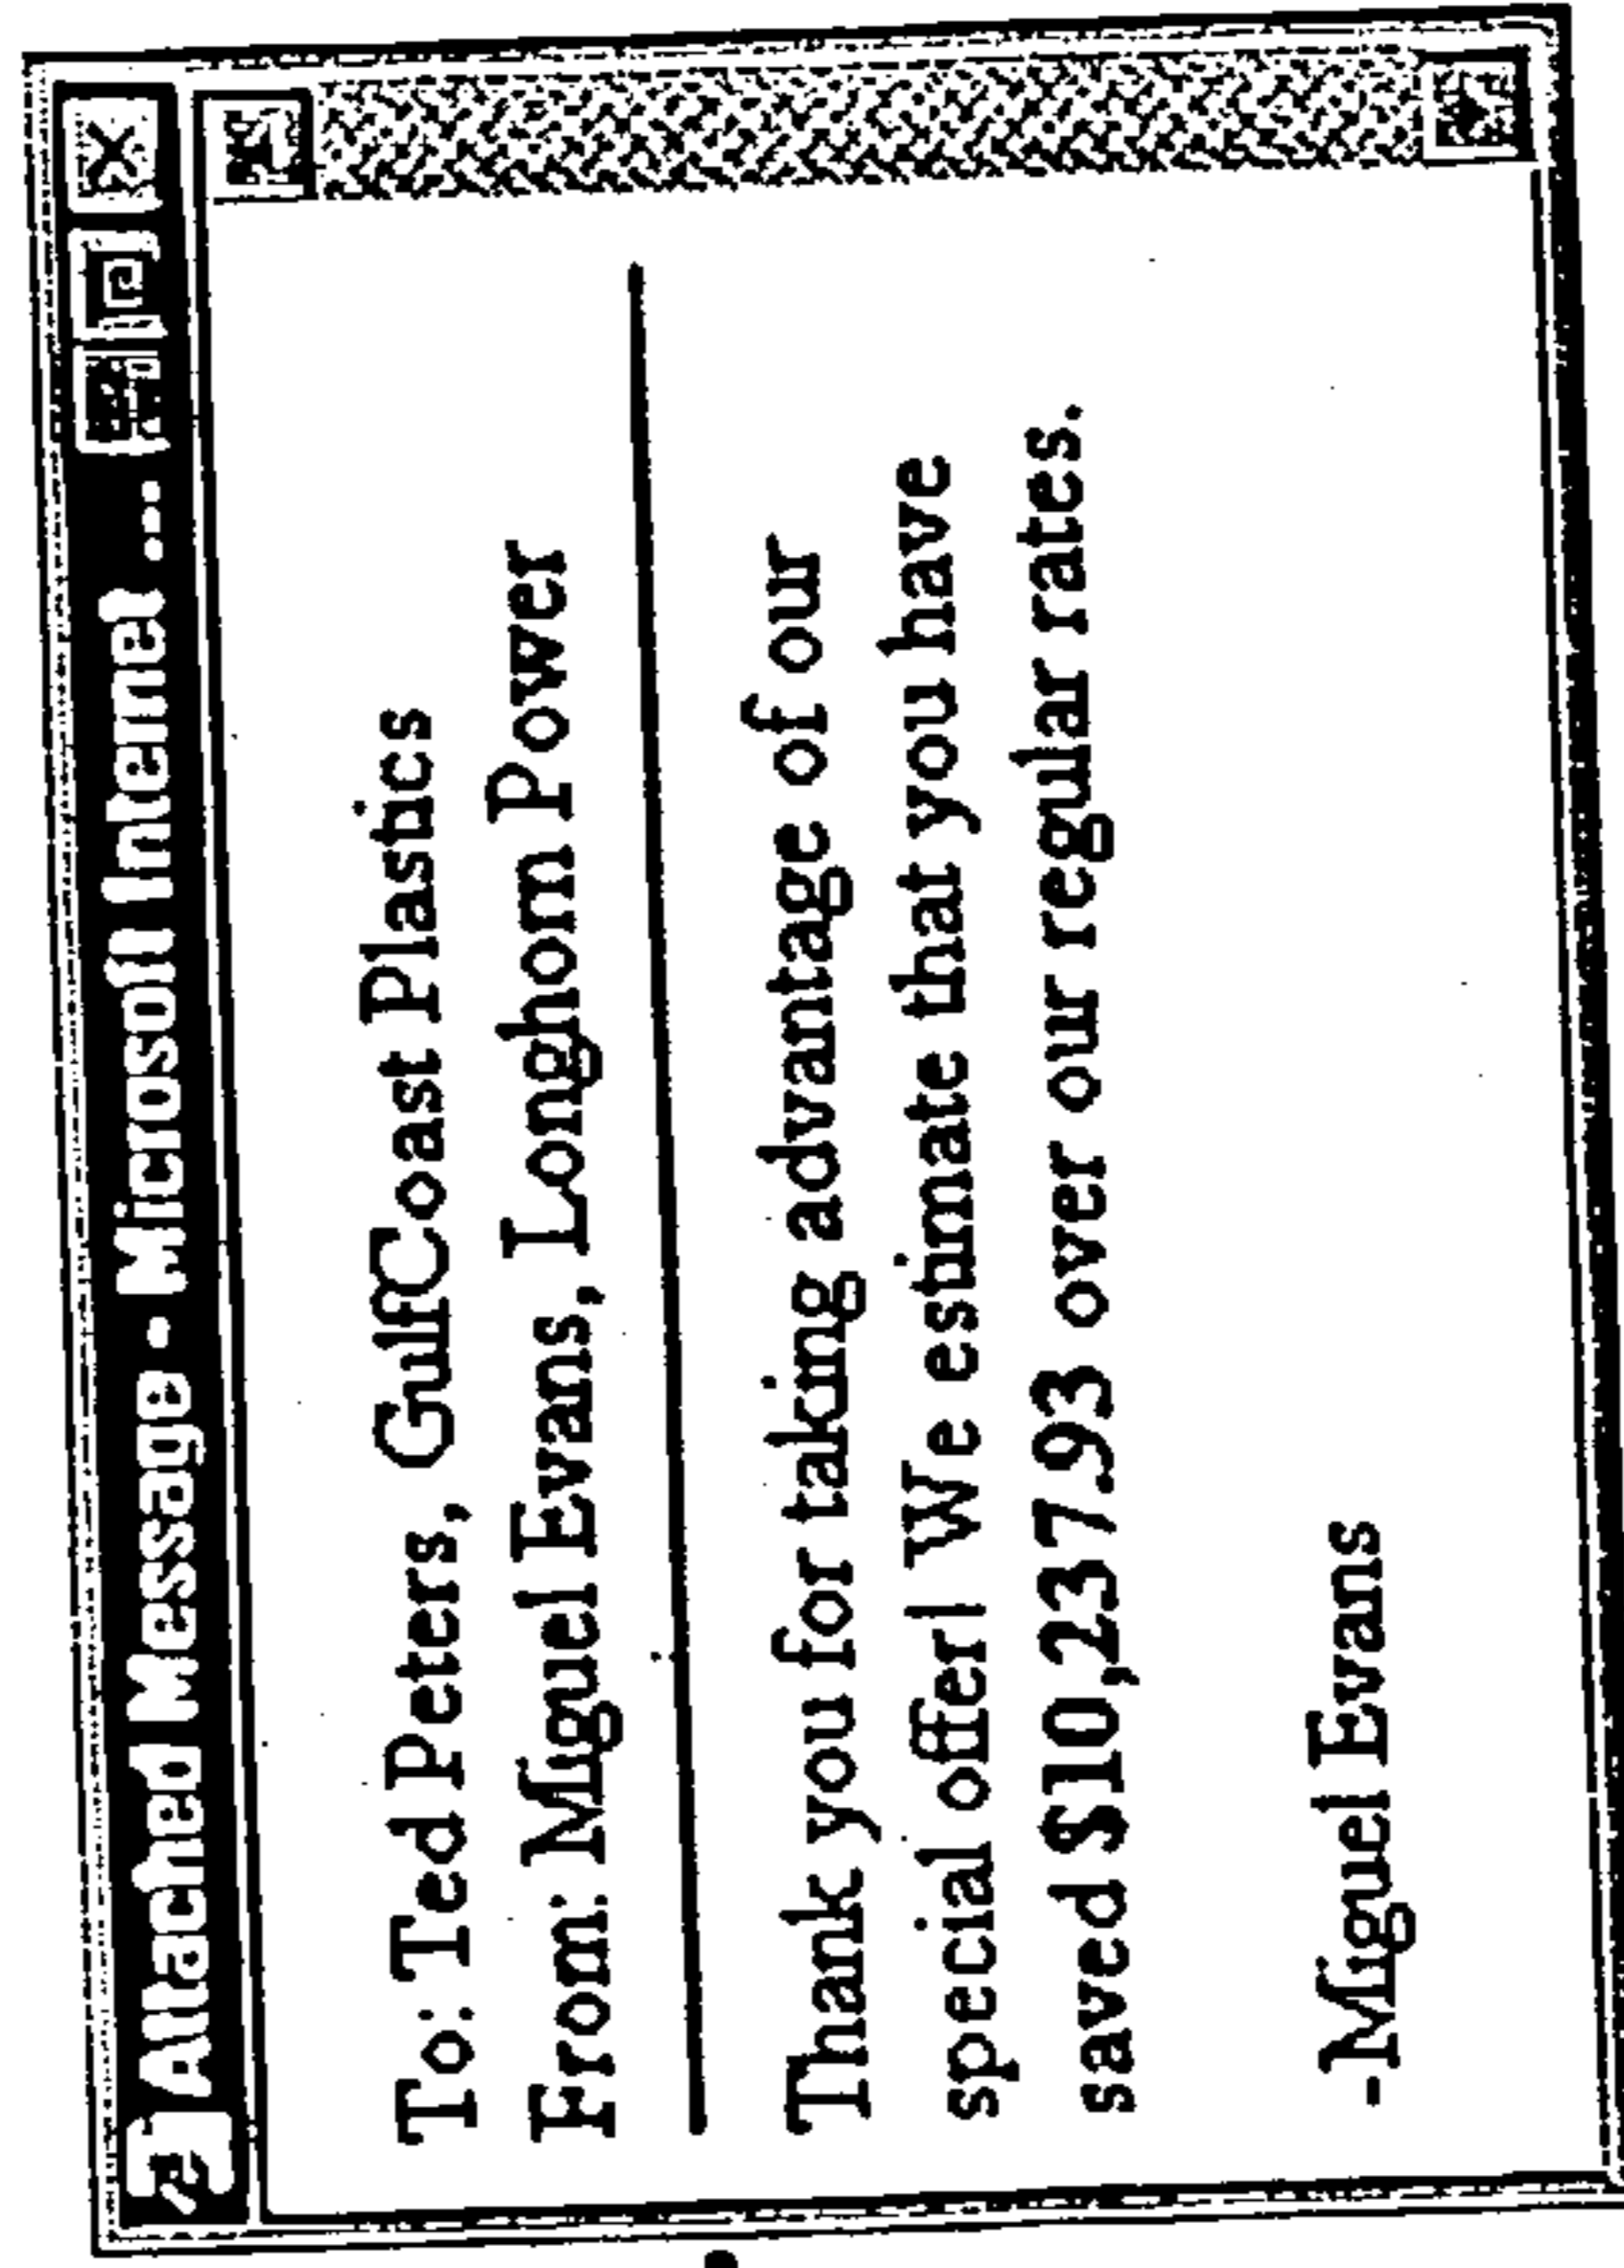 Attached Message - Microsoft Internet ...
To: Ted Peters, GulfCoast Plastics
From: Miguel Evans, Longhorn Power
Thank you for taking advantage of our
special offer! We estimate that you have
saved $10,237.93 over our regular rates.
-Miguel Evans